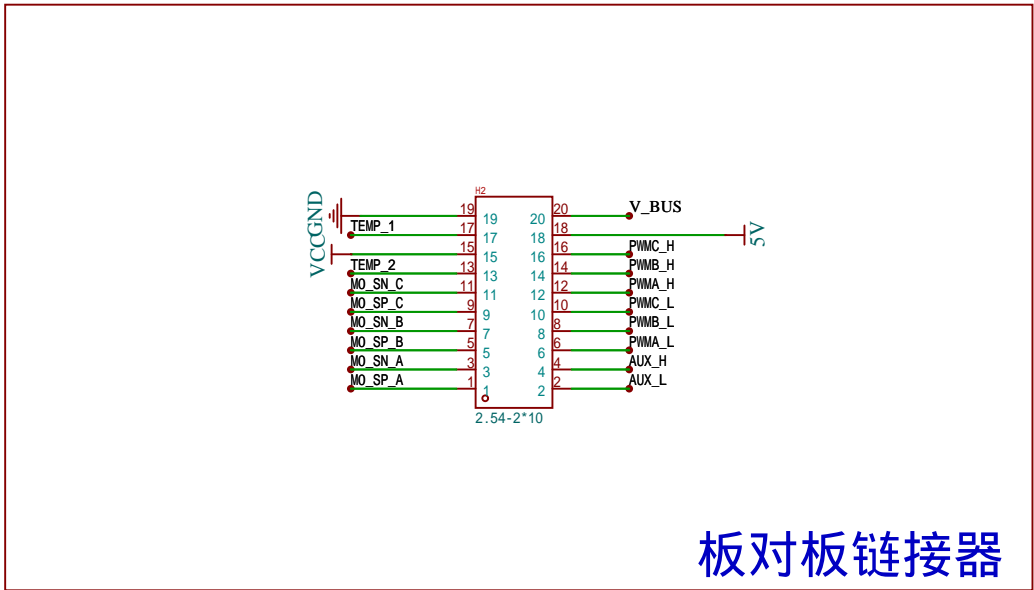 H2
GND 19 19 20 20 V_BUS
TEMP_1 17 17 18 18 5V
VCC 15 15 16 16 PWMC_H
TEMP_2 13 13 14 14 PWMB_H
MO_SN_C 11 11 12 12 PWMA_H
MO_SP_C 9 9 10 10 PWMC_L
MO_SN_B 7 7 8 8 PWMB_L
MO_SP_B 5 5 6 6 PWMA_L
MO_SN_A 3 3 4 4 AUX_H
MO_SP_A 1 1 2 2 AUX_L
2.54-2*10
板对板链接器